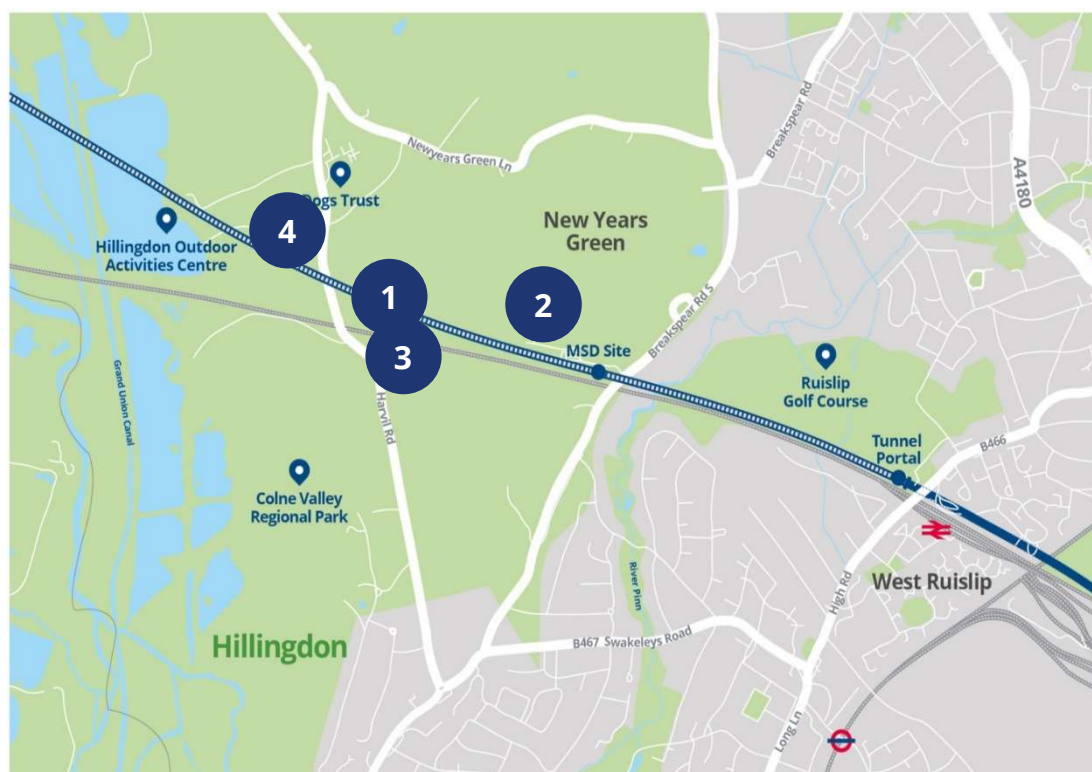 Breakspear Rd
Newyears Green Ln
A4180
Dogs Trust
4
New Years
Green
Hillingdon Outdoor
Activities Centre
1
2
Breakspear Rd S
3
MSD Site
Grand Union Canal
Ruislip
Golf Course
Harvil Rd
Tunnel
Portal
B466
Colne Valley
Regional Park
River Pinn
High Rd
West Ruislip
Hillingdon
B467 Swakeleys Road
Long Ln